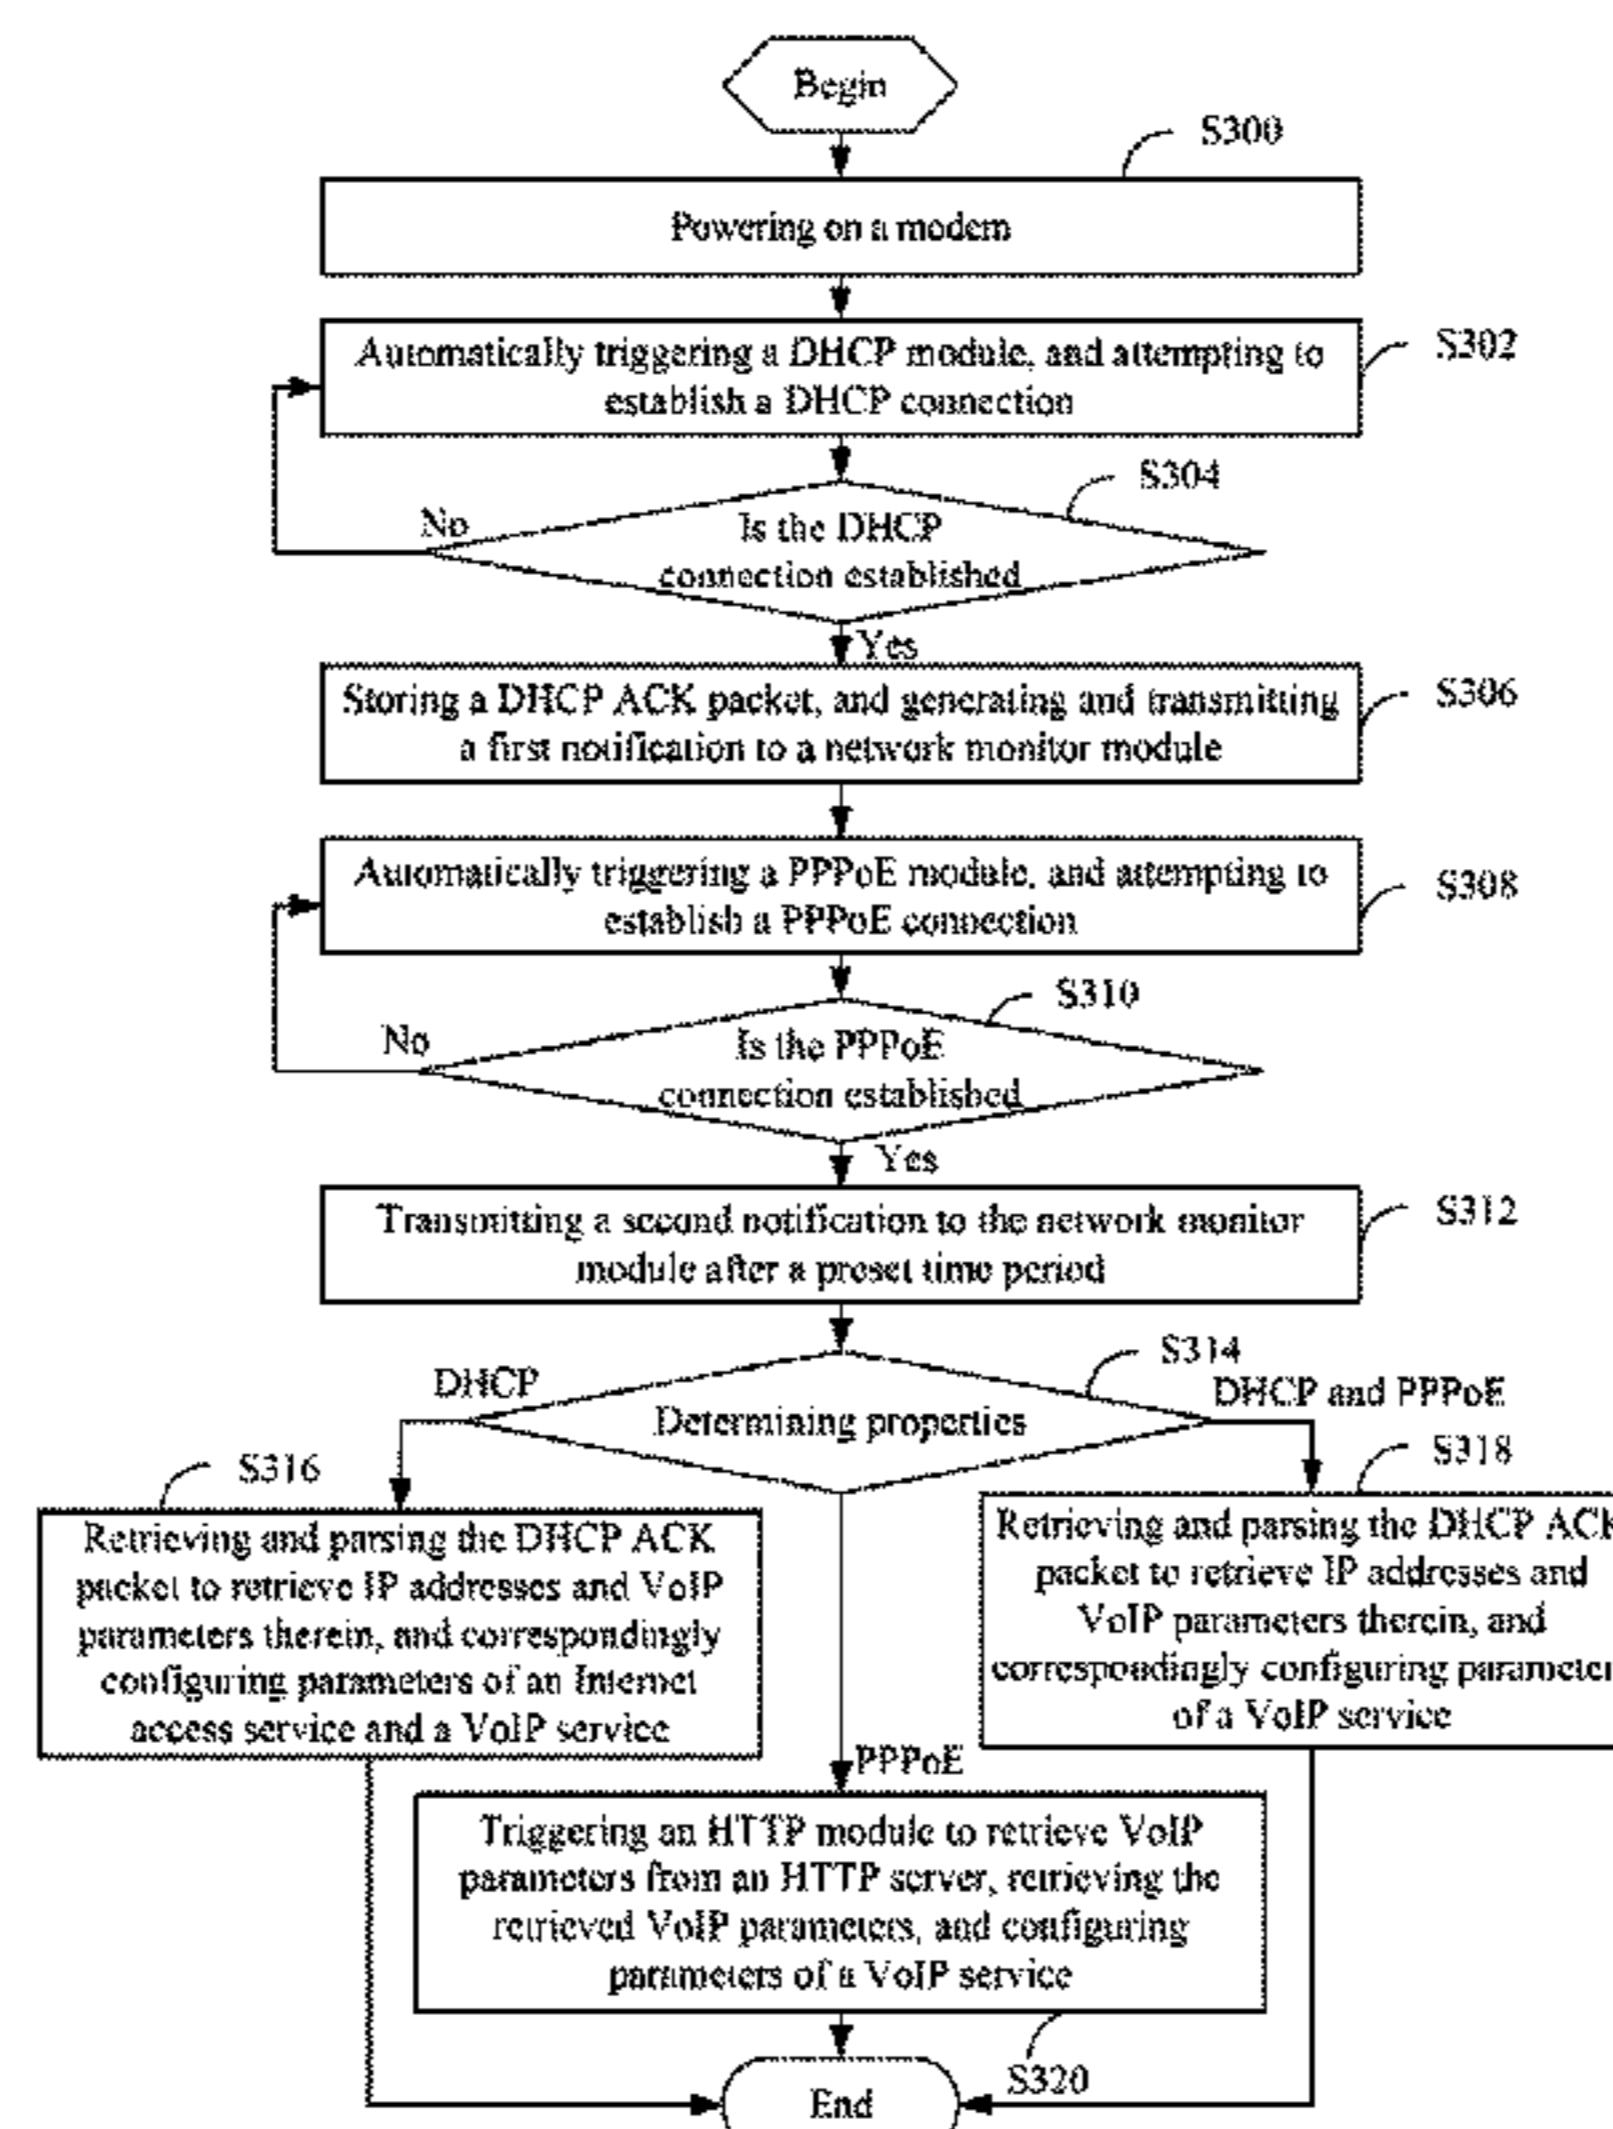 Begin
S300
Powering on a modem
Automatically triggering a DHCP module, and attempting to
establish a DHCP connection
S302
S304
No
Is the DHCP
connection established
Yes
Storing a DHCP ACK packet, and generating and transmitting
a first notification to a network monitor module
S306
Automatically triggering a PPPoE module, and attempting to
establish a PPPoE connection
S308
S310
No
Is the PPPoE
connection established
Yes
Transmitting a second notification to the network monitor
module after a preset time period
S312
S314
DHCP
DHCP and PPPoE
Determining properties
S316
S318
Retrieving and parsing the DHCP ACK
packet to retrieve IP addresses and VoIP
parameters therein, and correspondingly
configuring parameters of an Internet
access service and a VoIP service
Retrieving and parsing the DHCP ACK
packet to retrieve IP addresses and
VoIP parameters therein, and
correspondingly configuring parameter
of a VoIP service
PPPoE
Triggering an HTTP module to retrieve VoIP
parameters from an HTTP server, retrieving the
retrieved VoIP parameters, and configuring
parameters of a VoIP service
S320
End